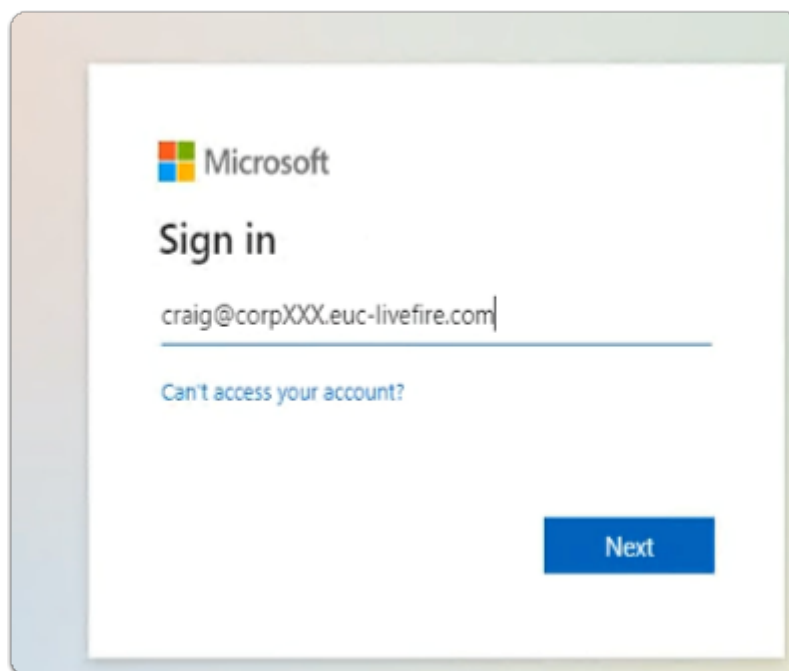 Microsoft
Sign in
craig@corpXXX.euc-livefire.com
Can't access your account?
Next